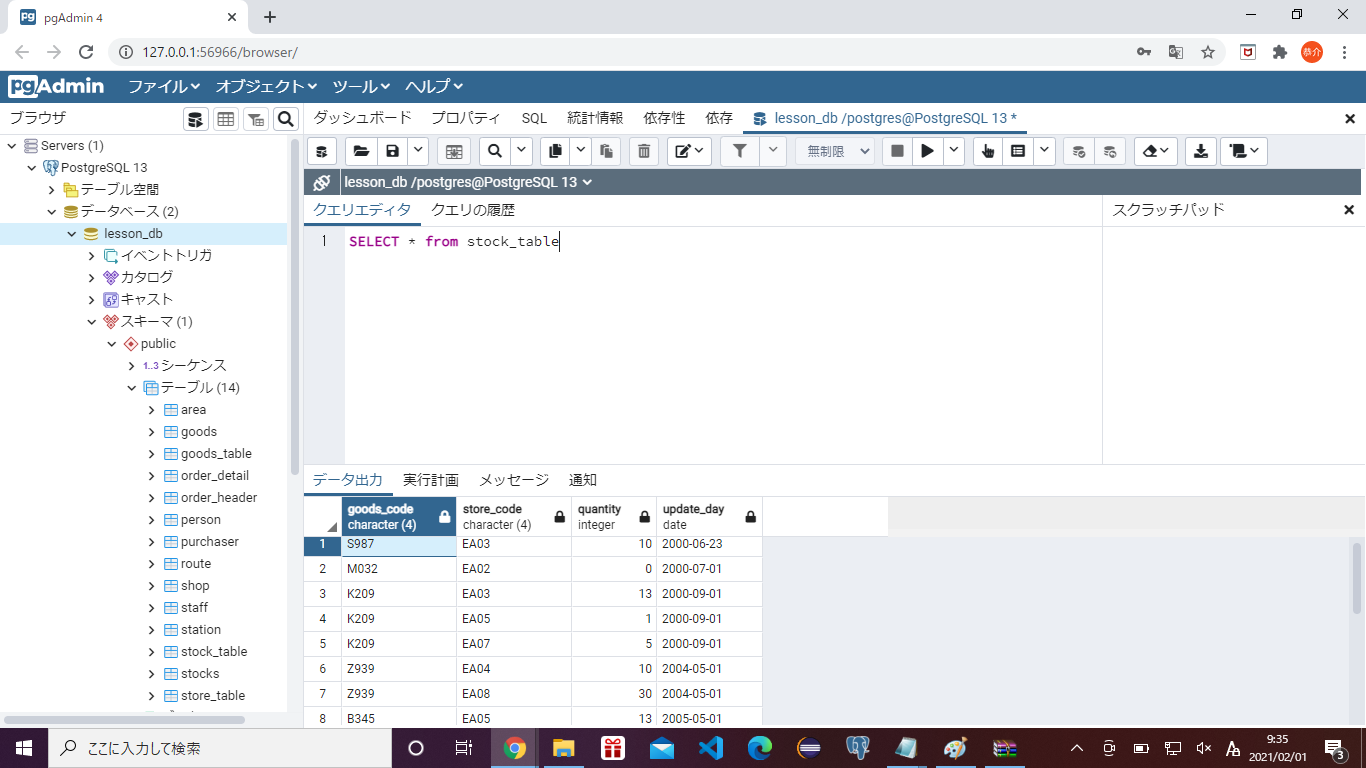 pgAdmin 4
127.0.0.1:56966/browser/
恭介
pgAdmin ファイル オブジェクト ツール ヘルプ
ブラウザ
ダッシュボード プロパティ SQL 統計情報 依存性 依存 lesson_db /postgres@PostgreSQL 13 *
Servers (1)
PostgreSQL 13
テーブル空間
データベース (2)
lesson_db
イベントトリガ
カタログ
キャスト
スキーマ (1)
public
1..3 シーケンス
テーブル (14)
area
goods
goods_table
order_detail
order_header
person
purchaser
route
shop
staff
station
stock_table
stocks
store_table
無制限
lesson_db /postgres@PostgreSQL 13
クエリエディタ クエリの履歴
スクラッチパッド
1 SELECT * from stock_table
データ出力 実行計画 メッセージ 通知
goods_code store_code quantity update_day
character (4) character (4) integer date
1 S987 EA03 10 2000-06-23
2 M032 EA02 0 2000-07-01
3 K209 EA03 13 2000-09-01
4 K209 EA05 1 2000-09-01
5 K209 EA07 5 2000-09-01
6 Z939 EA04 10 2004-05-01
7 Z939 EA08 30 2004-05-01
8 B345 EA05 13 2005-05-01
ここに入力して検索
A
9:35
2021/02/01
3